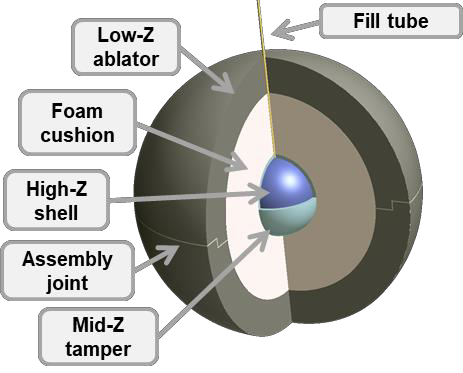 Fill tube
Low-Z
ablator
Foam
cushion
High-Z
shell
Assembly
joint
Mid-Z
tamper